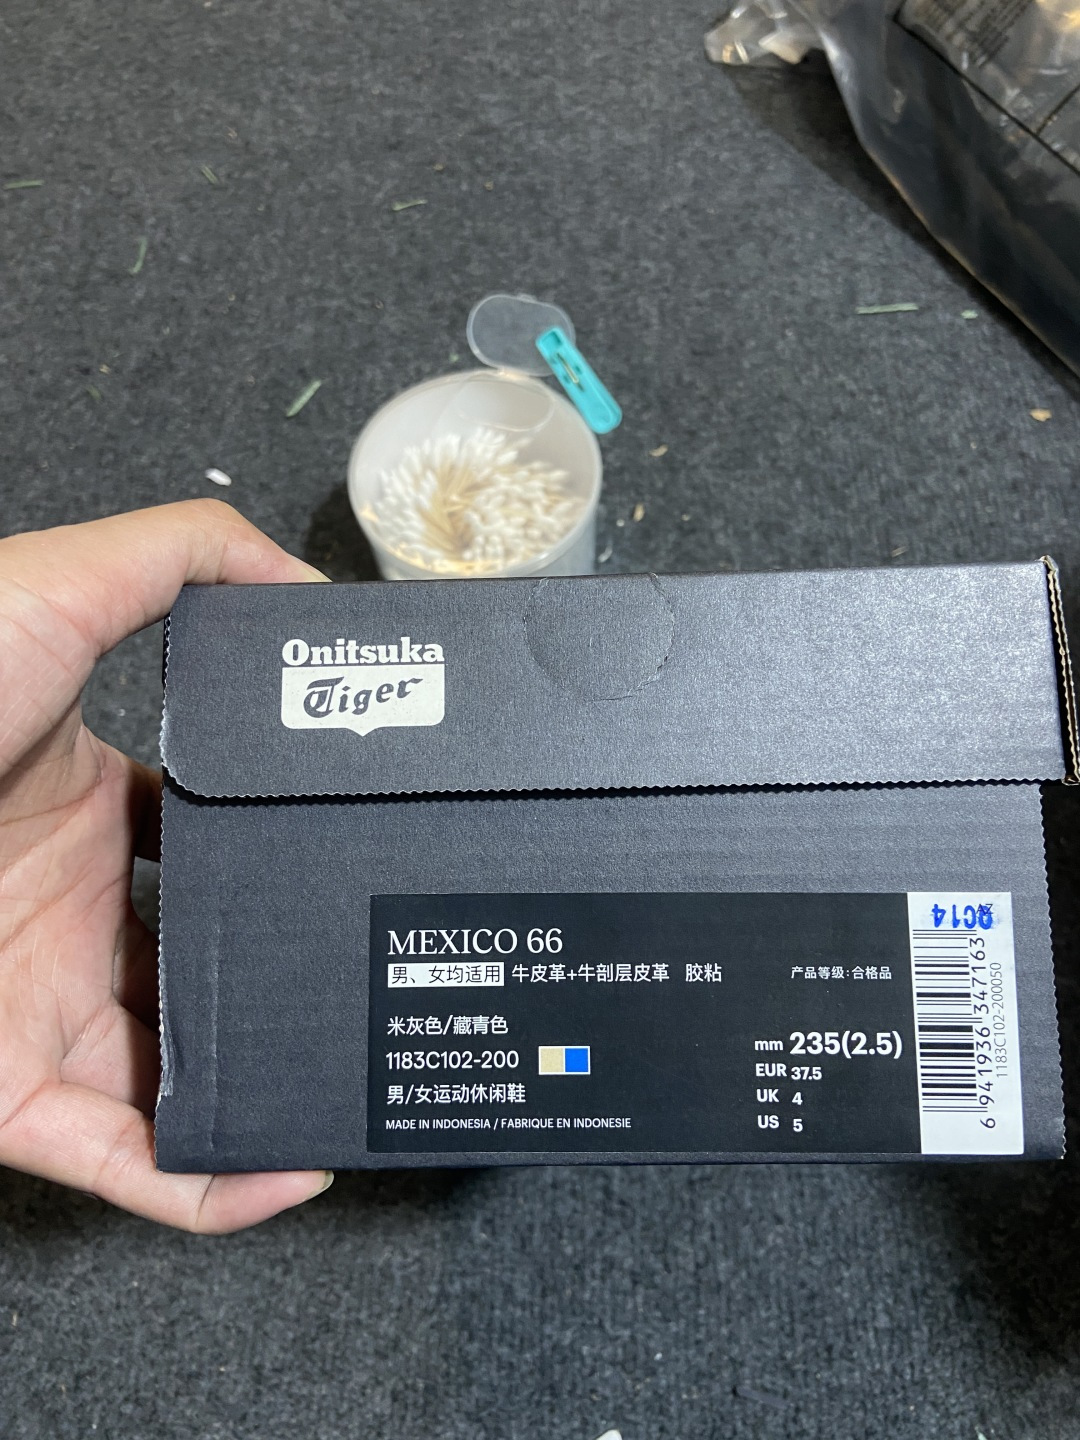 Onitsuka
Tiger
MEXICO 66
男、女均适用 牛皮革+牛剖层皮革 胶粘
产品等级:合格品
米灰色/藏青色
1183C102-200
男/女运动休闲鞋
MADE IN INDONESIA / FABRIQUE EN INDONESIE
mm 235(2.5)
EUR 37.5
UK 4
US 5
AZ
QC14
6 941936 347163
1183C102-200050